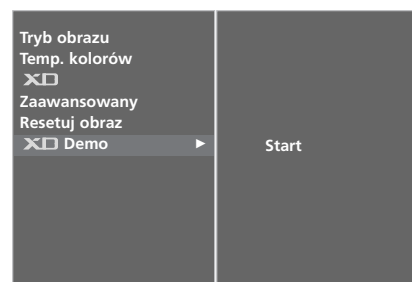 Tryb obrazu
Temp. kolorów
XD
Zaawansowany
Resetuj obraz
XD Demo ► Start